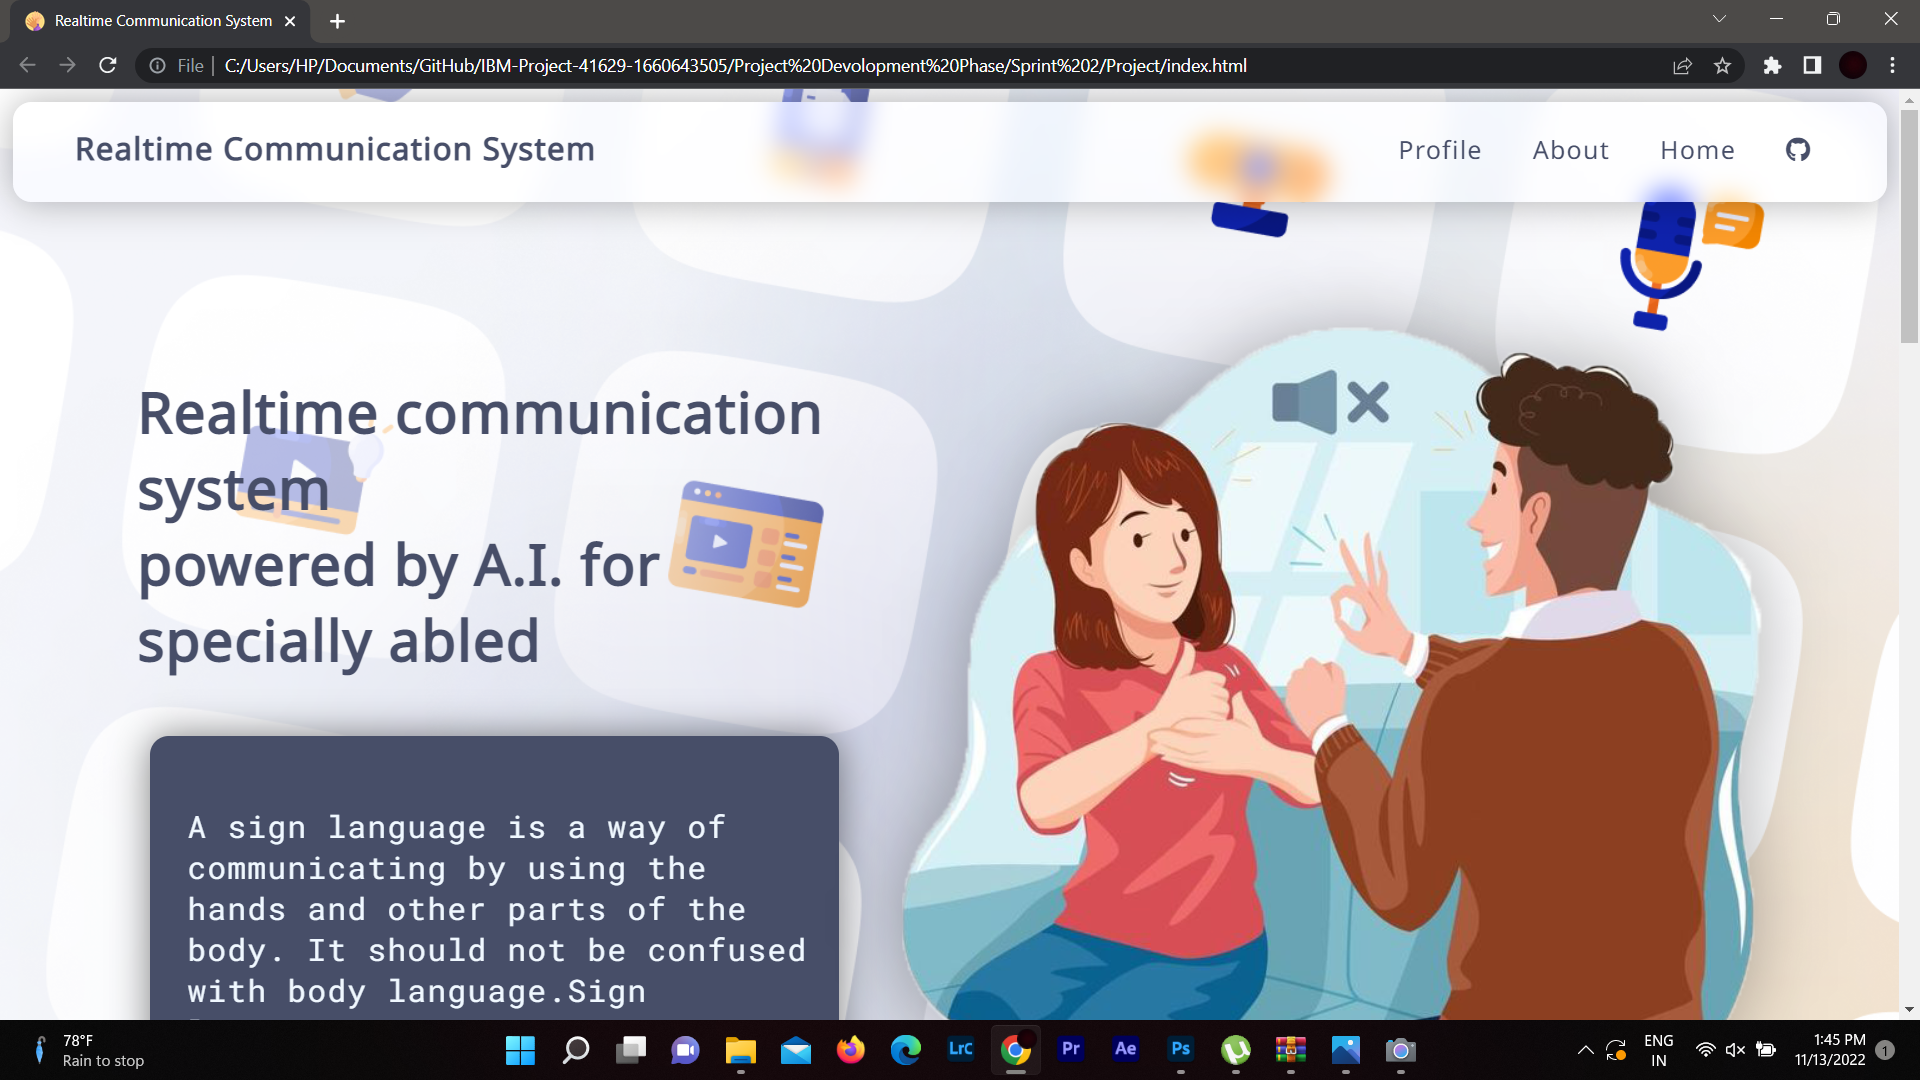 Realtime Communication System
File
C:/Users/HP/Documents/GitHub/IBM-Project-41629-1660643505/Project%20Devolopment%20Phase/Sprint%202/Project/index.html
Realtime Communication System
Profile
About
Home
Realtime communication
system
powered by A.I. for
specially abled
A sign language is a way of
communicating by using the
hands and other parts of the
body. It should not be confused
with body language.Sign
78°F
Rain to stop
LrC
Pr
Ae
Ps
ENG
IN
1:45 PM
11/13/2022
1